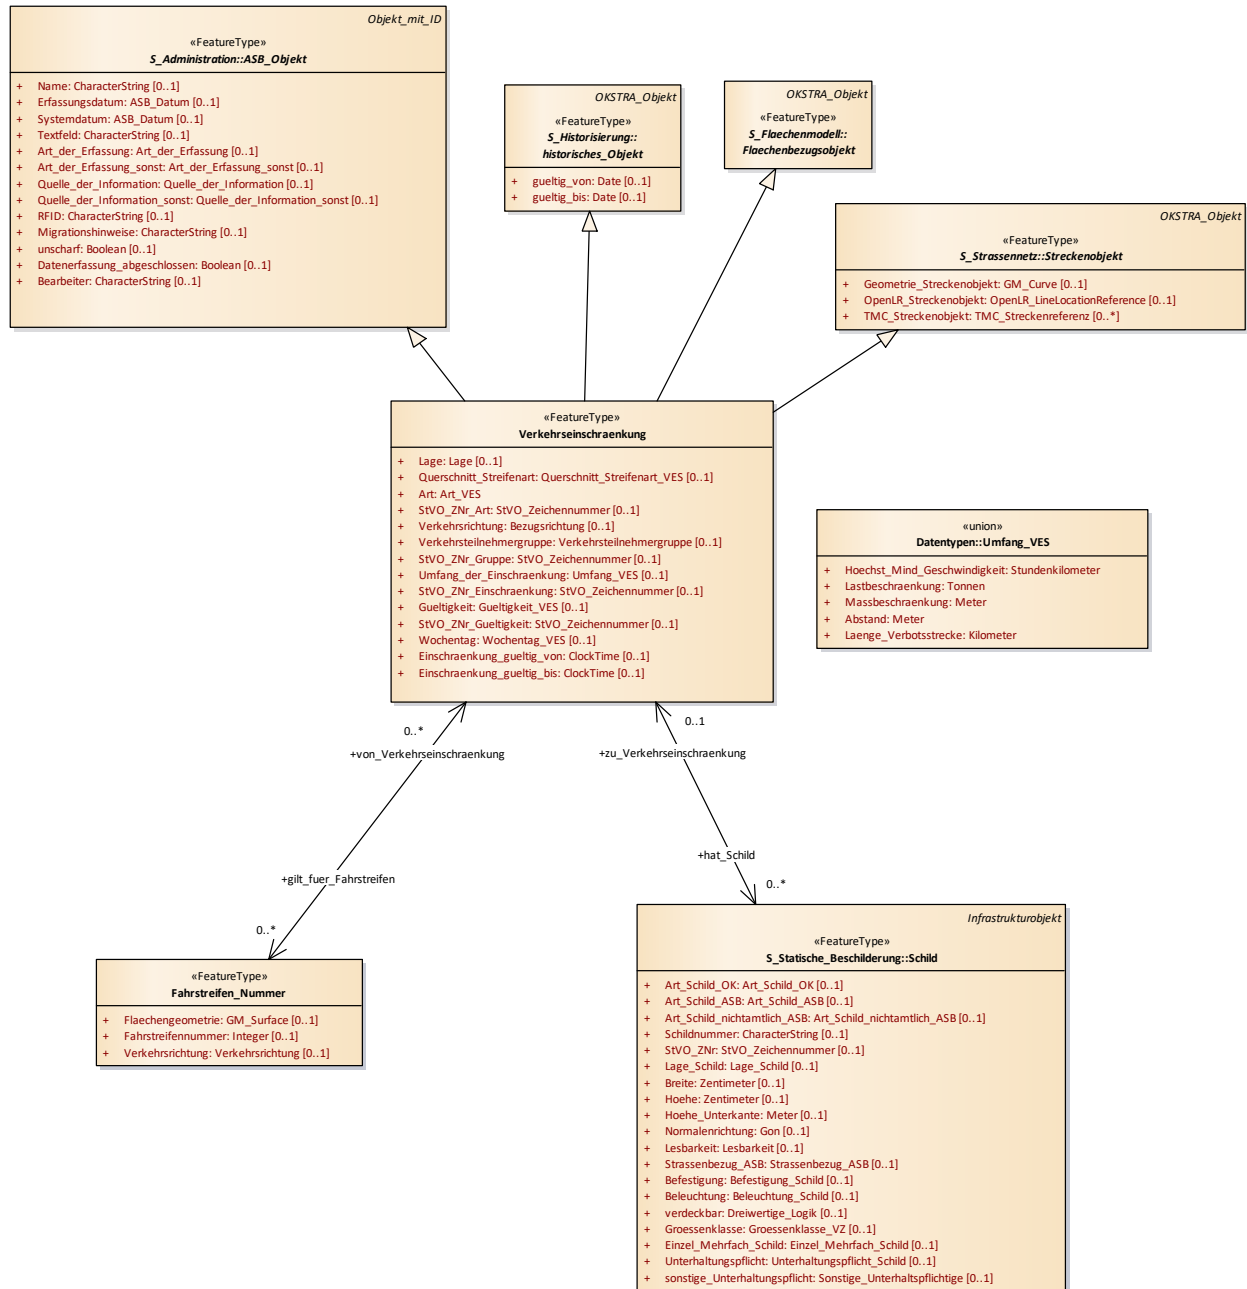 Objekt_mit_ID
«FeatureType»
S_Administration::ASB_Objekt
+ Name: CharacterString [0..1]
+ Erfassungsdatum: ASB_Datum [0..1]
+ Systemdatum: ASB_Datum [0..1]
+ Textfeld: CharacterString [0..1]
+ Art_der_Erfassung: Art_der_Erfassung [0..1]
+ Art_der_Erfassung_sonst: Art_der_Erfassung_sonst [0..1]
+ Quelle_der_Information: Quelle_der_Information [0..1]
+ Quelle_der_Information_sonst: Quelle_der_Information_sonst [0..1]
+ RFID: CharacterString [0..1]
+ Migrationshinweise: CharacterString [0..1]
+ unscharf: Boolean [0..1]
+ Datenerfassung_abgeschlossen: Boolean [0..1]
+ Bearbeiter: CharacterString [0..1]
OKSTRA_Objekt
«FeatureType»
S_Historisierung::
historisches_Objekt
+ gueltig_von: Date [0..1]
+ gueltig_bis: Date [0..1]
OKSTRA_Objekt
«FeatureType»
S_Flaechenmodell::
Flaechenbezugsobjekt
OKSTRA_Objekt
«FeatureType»
S_Strassennetz::Streckenobjekt
+ Geometrie_Streckenobjekt: GM_Curve [0..1]
+ OpenLR_Streckenobjekt: OpenLR_LineLocationReference [0..1]
+ TMC_Streckenobjekt: TMC_Streckenreferenz [0..*]
«FeatureType»
Verkehrseinschraenkung
+ Lage: Lage [0..1]
+ Querschnitt_Streifenart: Querschnitt_Streifenart_VES [0..1]
+ Art: Art_VES
+ StVO_ZNr_Art: StVO_Zeichennummer [0..1]
+ Verkehrsrichtung: Bezugsrichtung [0..1]
+ Verkehrsteilnehmergruppe: Verkehrsteilnehmergruppe [0..1]
+ StVO_ZNr_Gruppe: StVO_Zeichennummer [0..1]
+ Umfang_der_Einschraenkung: Umfang_VES [0..1]
+ StVO_ZNr_Einschraenkung: StVO_Zeichennummer [0..1]
+ Gueltigkeit: Gueltigkeit_VES [0..1]
+ StVO_ZNr_Gueltigkeit: StVO_Zeichennummer [0..1]
+ Wochentag: Wochentag_VES [0..1]
+ Einschraenkung_gueltig_von: ClockTime [0..1]
+ Einschraenkung_gueltig_bis: ClockTime [0..1]
«union»
Datentypen::Umfang_VES
+ Hoechst_Mind_Geschwindigkeit: Stundenkilometer
+ Lastbeschraenkung: Tonnen
+ Massbeschraenkung: Meter
+ Abstand: Meter
+ Laenge_Verbotsstrecke: Kilometer
0..*
+von_Verkehrseinschraenkung
0..1
+zu_Verkehrseinschraenkung
+gilt_fuer_Fahrstreifen
0..*
+hat_Schild
0..*
«FeatureType»
Fahrstreifen_Nummer
+ Flaechengeometrie: GM_Surface [0..1]
+ Fahrstreifennummer: Integer [0..1]
+ Verkehrsrichtung: Verkehrsrichtung [0..1]
Infrastrukturobjekt
«FeatureType»
S_Statische_Beschilderung::Schild
+ Art_Schild_OK: Art_Schild_OK [0..1]
+ Art_Schild_ASB: Art_Schild_ASB [0..1]
+ Art_Schild_nichtamtlich_ASB: Art_Schild_nichtamtlich_ASB [0..1]
+ Schildnummer: CharacterString [0..1]
+ StVO_ZNr: StVO_Zeichennummer [0..1]
+ Lage_Schild: Lage_Schild [0..1]
+ Breite: Zentimeter [0..1]
+ Hoehe: Zentimeter [0..1]
+ Hoehe_Unterkante: Meter [0..1]
+ Normalenrichtung: Gon [0..1]
+ Lesbarkeit: Lesbarkeit [0..1]
+ Strassenbezug_ASB: Strassenbezug_ASB [0..1]
+ Befestigung: Befestigung_Schild [0..1]
+ Beleuchtung: Beleuchtung_Schild [0..1]
+ verdeckbar: Dreiwertige_Logik [0..1]
+ Groessenklasse: Groessenklasse_VZ [0..1]
+ Einzel_Mehrfach_Schild: Einzel_Mehrfach_Schild [0..1]
+ Unterhaltungspflicht: Unterhaltungspflicht_Schild [0..1]
+ sonstige_Unterhaltungspflicht: Sonstige_Unterhaltspflichtige [0..1]